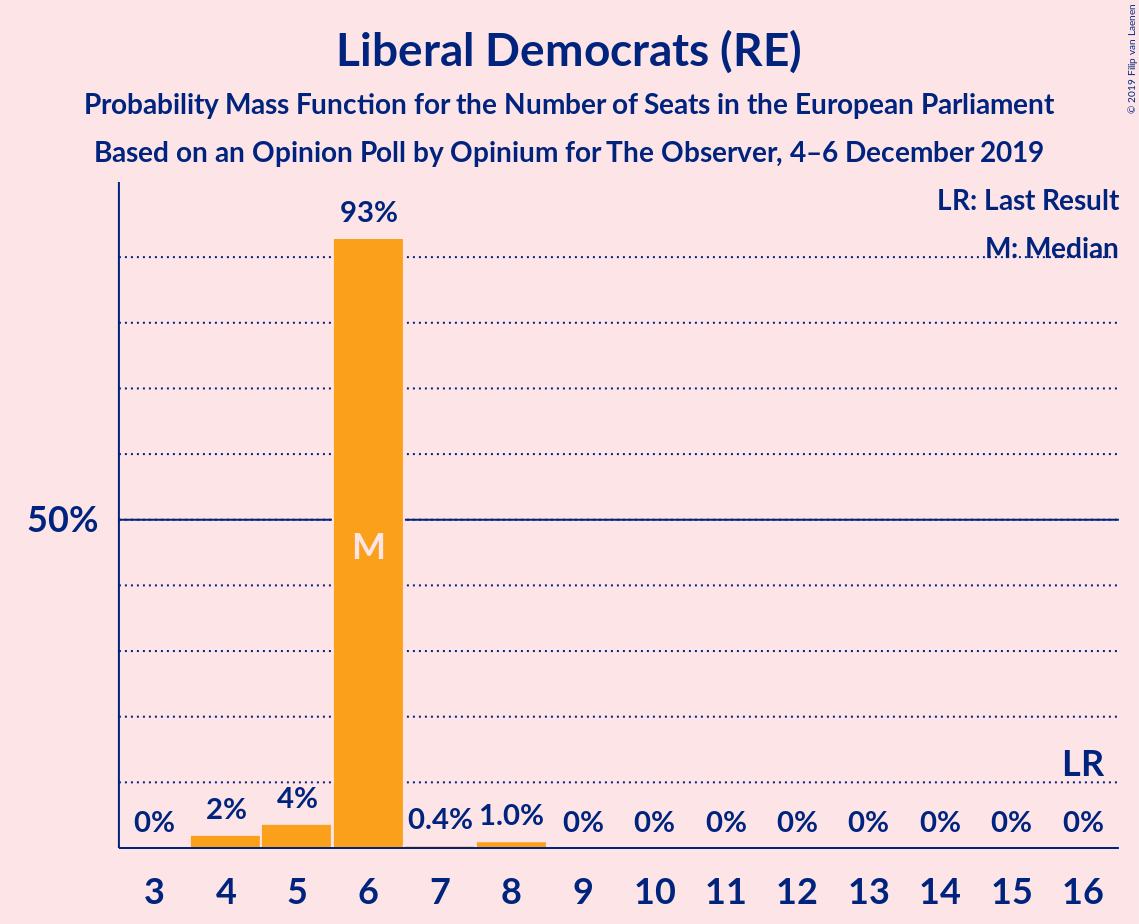 Liberal Democrats (RE)
Probability Mass Function for the Number of Seats in the European Parliament
Based on an Opinion Poll by Opinium for The Observer, 4–6 December 2019
© 2019 Filip van Laenen
LR: Last Result
M: Median
93%
50%
M
LR
0% 2% 4% 0.4% 1.0% 0% 0% 0% 0% 0% 0% 0% 0%
3 4 5 6 7 8 9 10 11 12 13 14 15 16